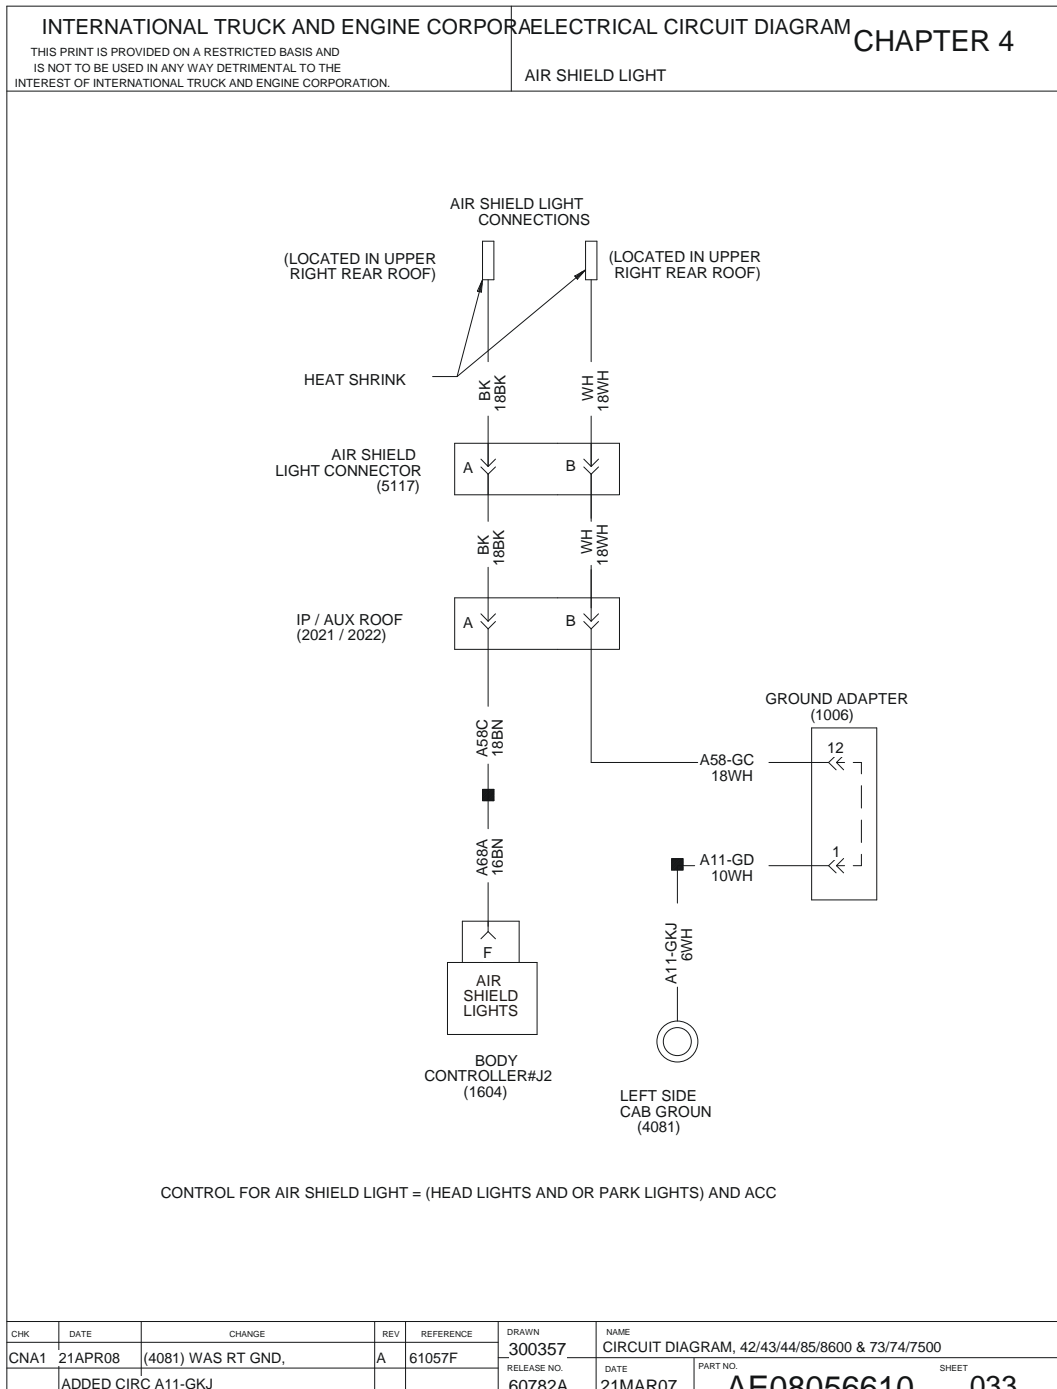 INTERNATIONAL TRUCK AND ENGINE CORPORA
THIS PRINT IS PROVIDED ON A RESTRICTED BASIS AND
IS NOT TO BE USED IN ANY WAY DETRIMENTAL TO THE
INTEREST OF INTERNATIONAL TRUCK AND ENGINE CORPORATION.
ELECTRICAL CIRCUIT DIAGRAM
CHAPTER 4
AIR SHIELD LIGHT
AIR SHIELD LIGHT
CONNECTIONS
(LOCATED IN UPPER
RIGHT REAR ROOF)
(LOCATED IN UPPER
RIGHT REAR ROOF)
HEAT SHRINK
BK
18BK
WH
18WH
AIR SHIELD
LIGHT CONNECTOR
(5117)
A
B
BK
18BK
WH
18WH
IP / AUX ROOF
(2021 / 2022)
A
B
GROUND ADAPTER
(1006)
A58C
18BN
A58-GC
18WH
12
A68A
16BN
A11-GD
10WH
1
A11-GKJ
6WH
F
AIR
SHIELD
LIGHTS
BODY
CONTROLLER#J2
(1604)
LEFT SIDE
CAB GROUN
(4081)
CONTROL FOR AIR SHIELD LIGHT = (HEAD LIGHTS AND OR PARK LIGHTS) AND ACC
CHK DATE CHANGE REV REFERENCE
CNA1 21APR08 (4081) WAS RT GND, A 61057F
ADDED CIRC A11-GKJ
DRAWN
300357
NAME
CIRCUIT DIAGRAM, 42/43/44/85/8600 & 73/74/7500
RELEASE NO.
60782A
DATE
21MAR07
PART NO.
AE08056610
SHEET
033